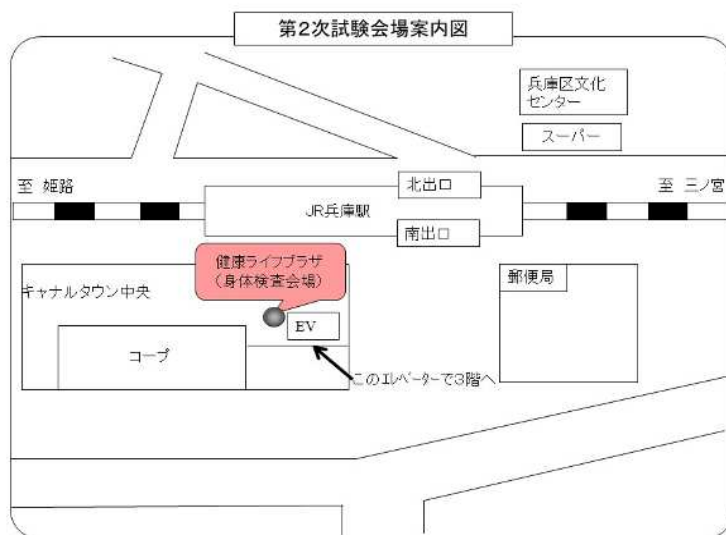 第2次試験会場案内図
兵庫区文化
センター
スーパー
至 姫路
北出口
至 三ノ宮
JR兵庫駅
南出口
健康ライフプラザ
（身体検査会場）
キャナルタウン中央
郵便局
EV
コープ
このエレベーターで3階へ